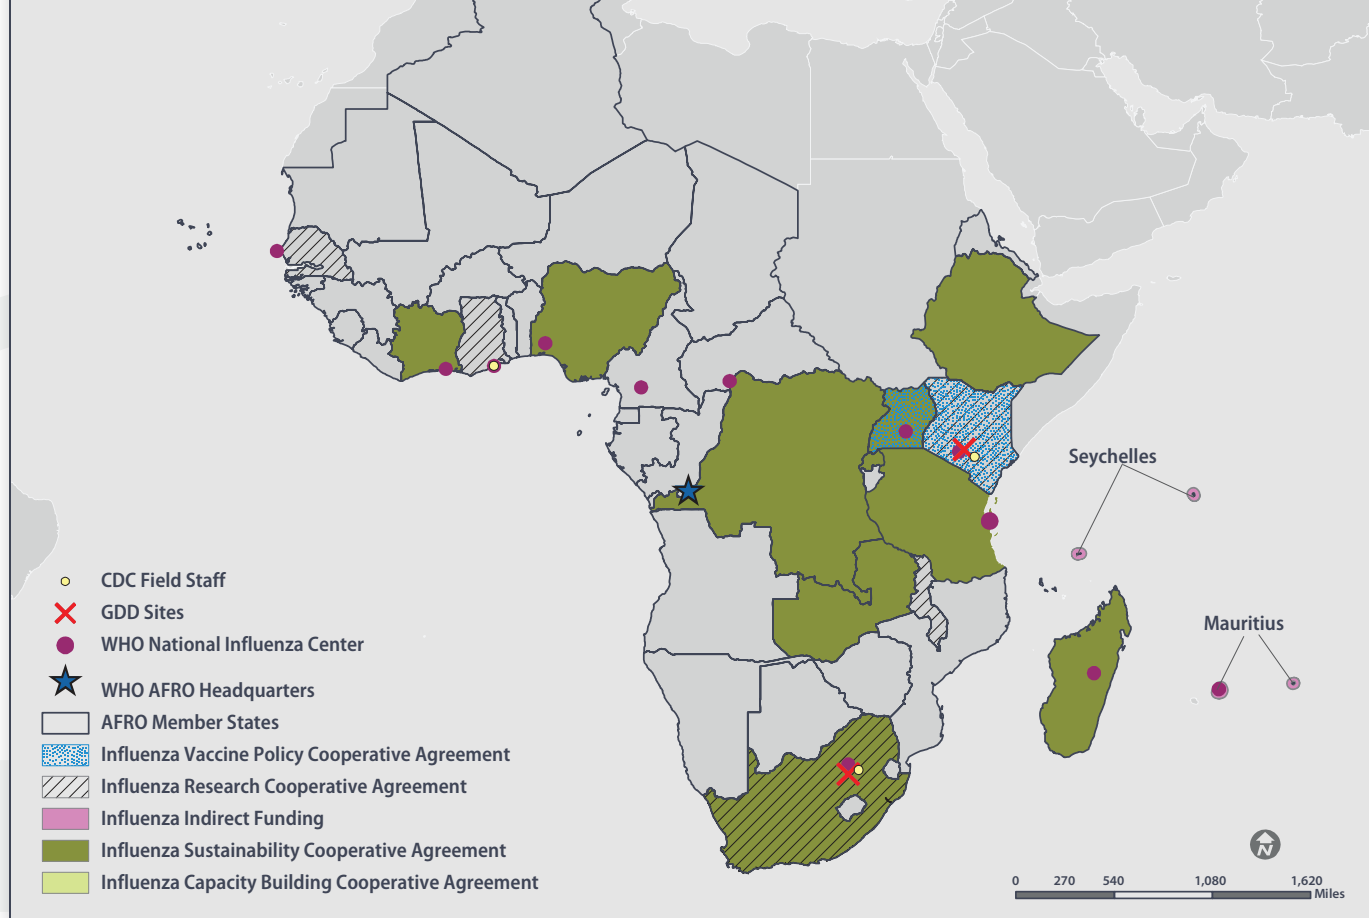 Seychelles
Mauritius
CDC Field Staff
GDD Sites
WHO National Influenza Center
WHO AFRO Headquarters
AFRO Member States
Influenza Vaccine Policy Cooperative Agreement
Influenza Research Cooperative Agreement
Influenza Indirect Funding
Influenza Sustainability Cooperative Agreement
Influenza Capacity Building Cooperative Agreement
N
0 270 540 1,080 1,620
Miles